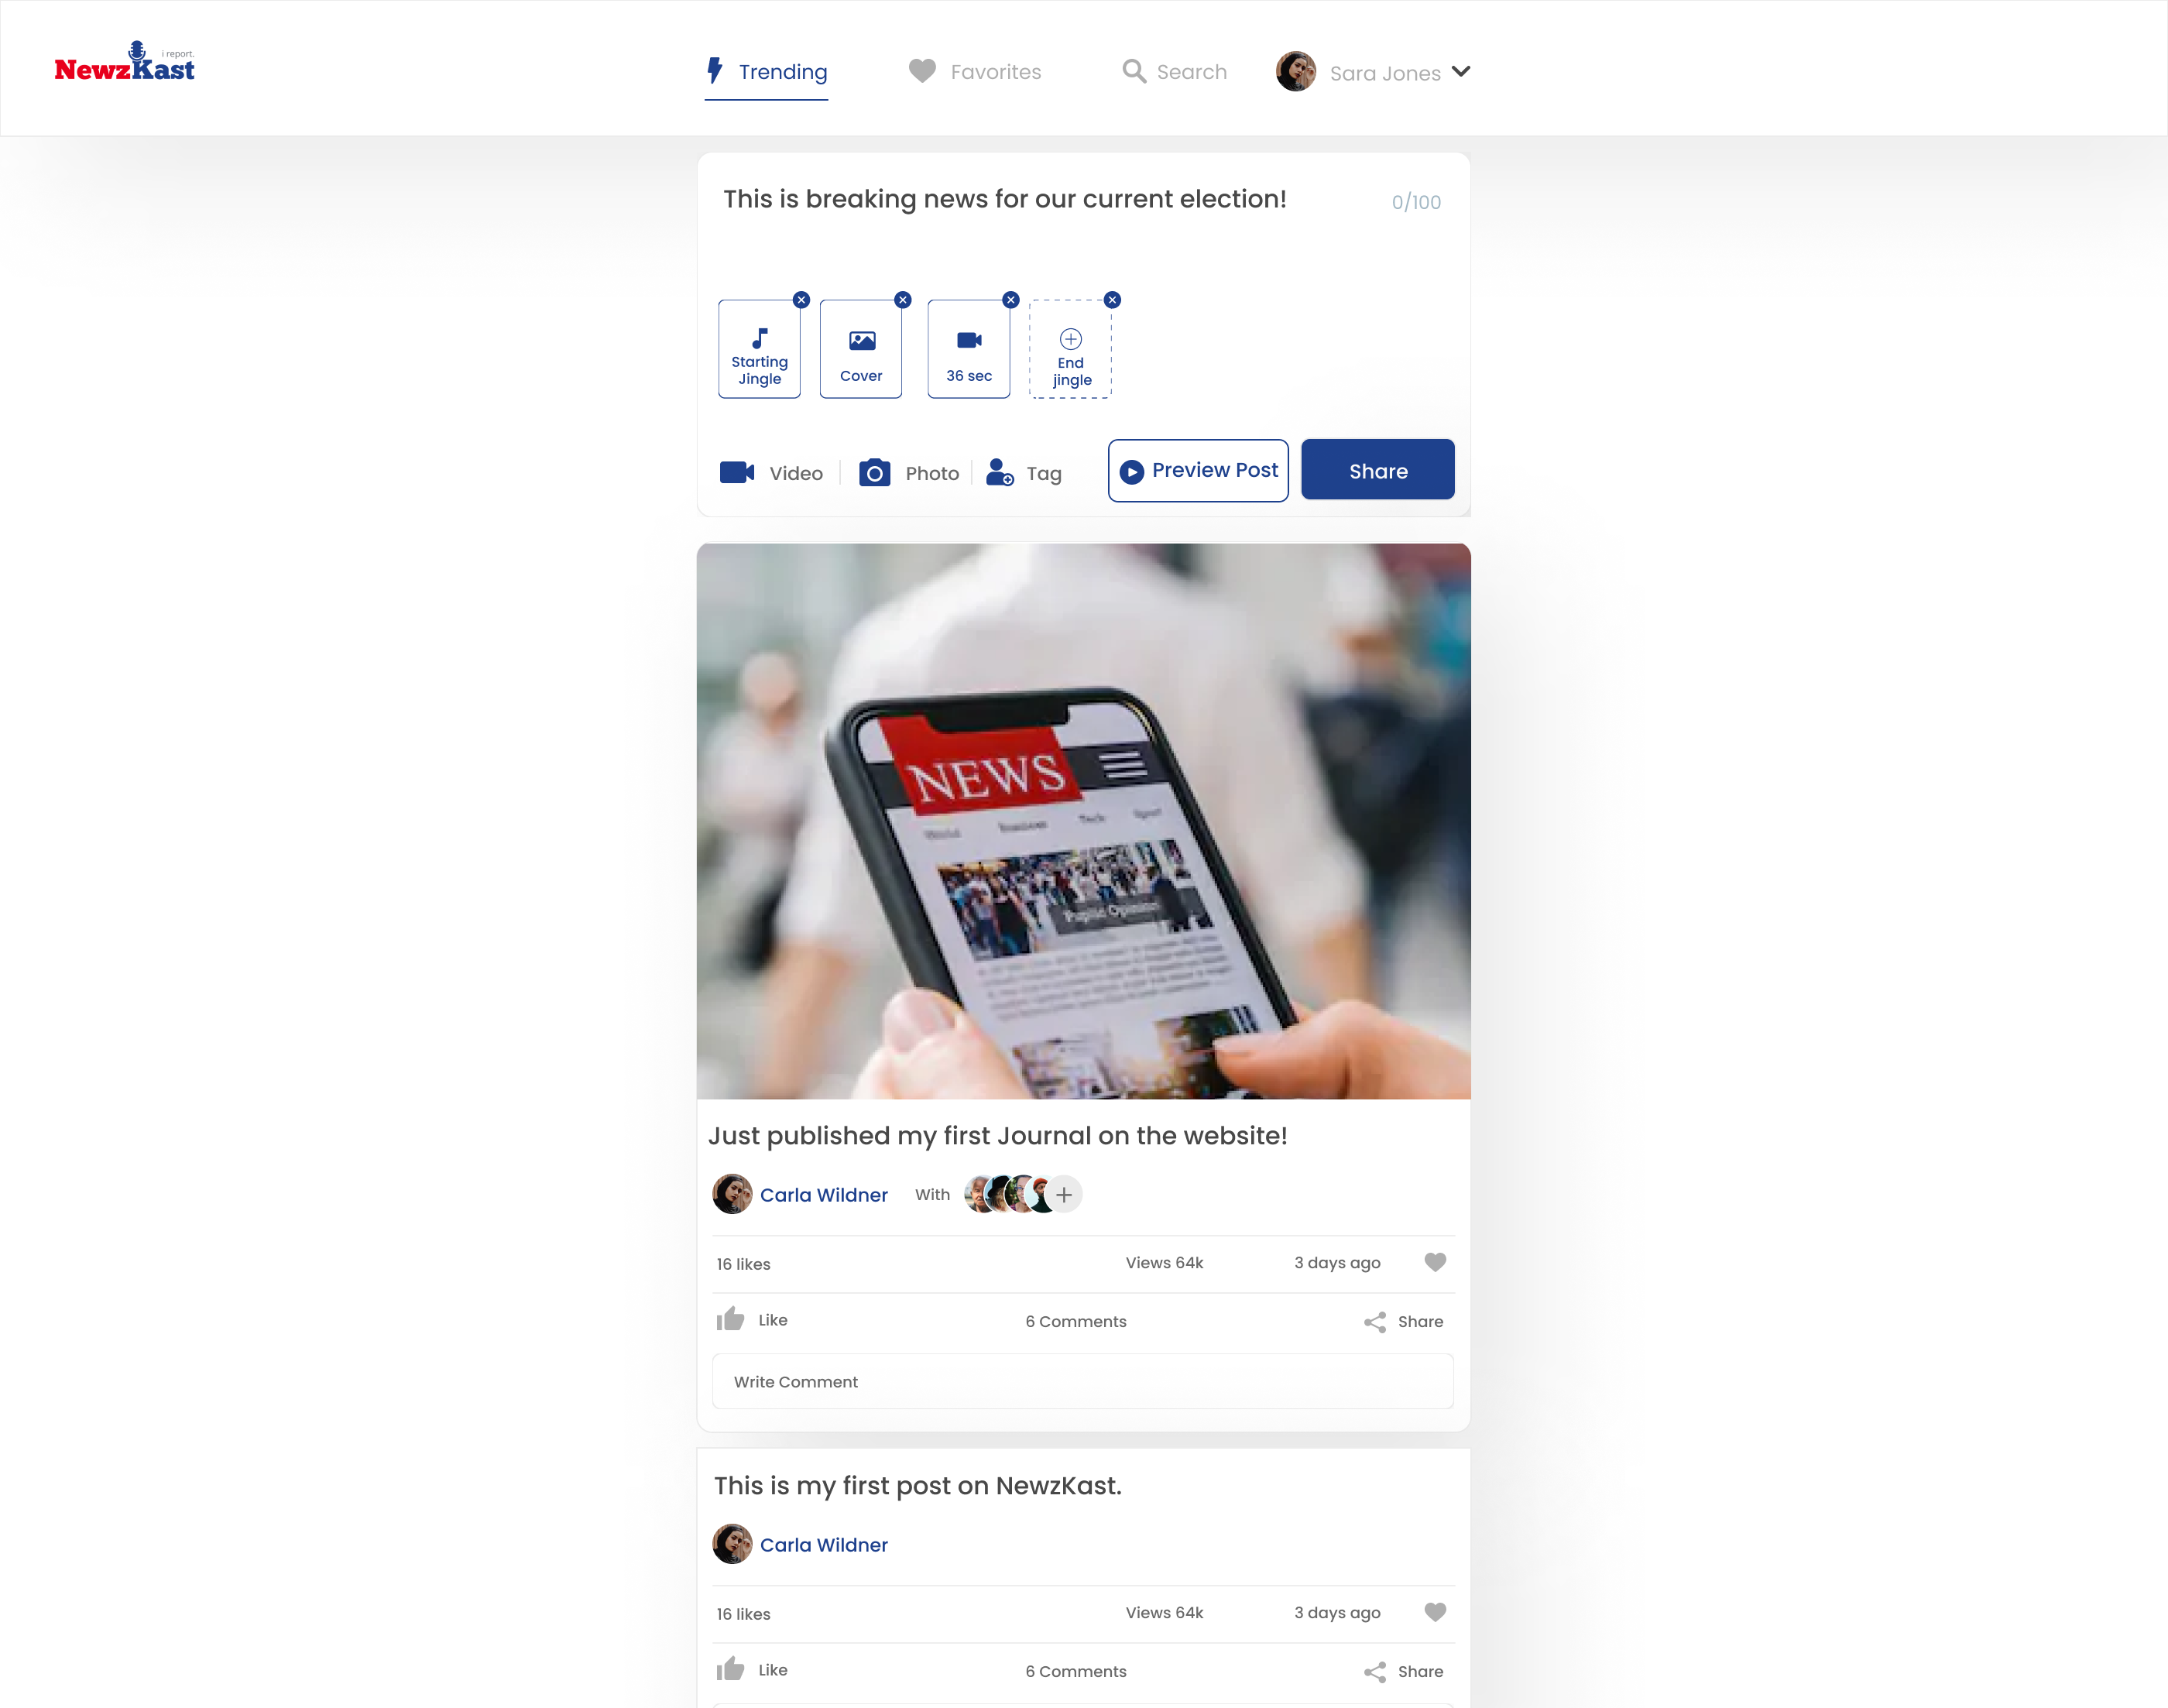 i report.
NewzKast
Trending
Favorites
Search
Sara Jones
This is breaking news for our current election!
0/100
Starting
Jingle
Cover
36 sec
End
jingle
Video
Photo
Tag
Preview Post
Share
NEWS
World
Business
Tech
Sport
Public Opinion
Just published my first Journal on the website!
Carla Wildner
With
16 likes
Views 64k
3 days ago
Like
6 Comments
Share
Write Comment
This is my first post on NewzKast.
Carla Wildner
16 likes
Views 64k
3 days ago
Like
6 Comments
Share